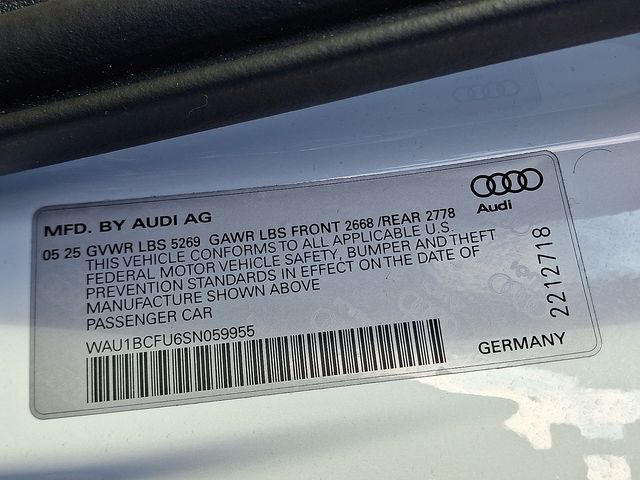 MFD. BY AUDI AG
05 25 GVWR LBS 5269 GAWR LBS FRONT 2668 /REAR 2778
THIS VEHICLE CONFORMS TO ALL APPLICABLE U.S.
FEDERAL MOTOR VEHICLE SAFETY, BUMPER AND THEFT
PREVENTION STANDARDS IN EFFECT ON THE DATE OF
MANUFACTURE SHOWN ABOVE
PASSENGER CAR
WAU1BCFU6SN059955
Audi
2212718
GERMANY